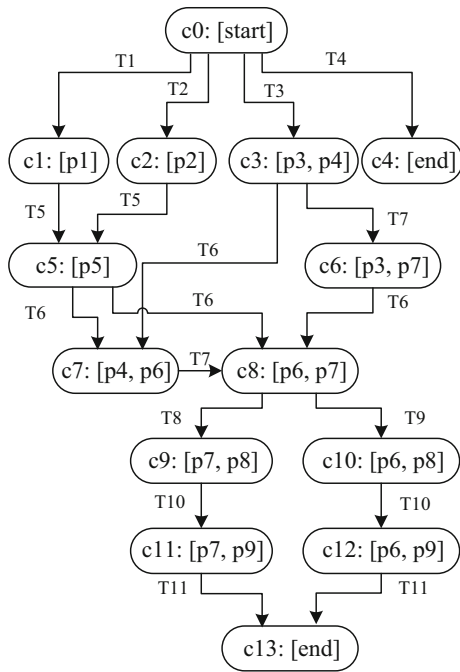 c0: [start]
T1
T2
T3
T4
c1: [p1]
c2: [p2]
c3: [p3, p4]
c4: [end]
T5
T5
T7
c5: [p5]
T6
c6: [p3, p7]
T6
T6
T6
c7: [p4, p6]
T7
c8: [p6, p7]
T8
T9
c9: [p7, p8]
c10: [p6, p8]
T10
T10
c11: [p7, p9]
c12: [p6, p9]
T11
T11
c13: [end]